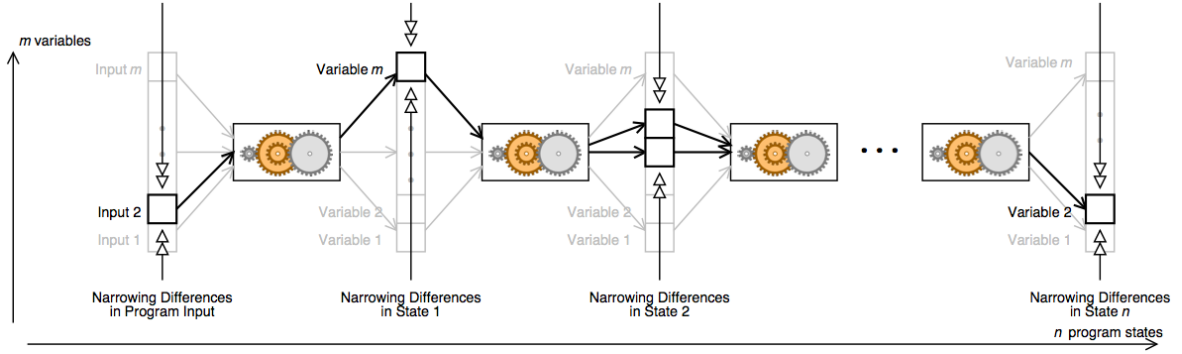 m variables
Input m
Variable m
Variable m
Variable m
Input 2
Variable 2
Variable 2
Variable 2
Input 1
Variable 1
Variable 1
Variable 1
Narrowing Differences
in Program Input
Narrowing Differences
in State 1
Narrowing Differences
in State 2
Narrowing Differences
in State n
n program states